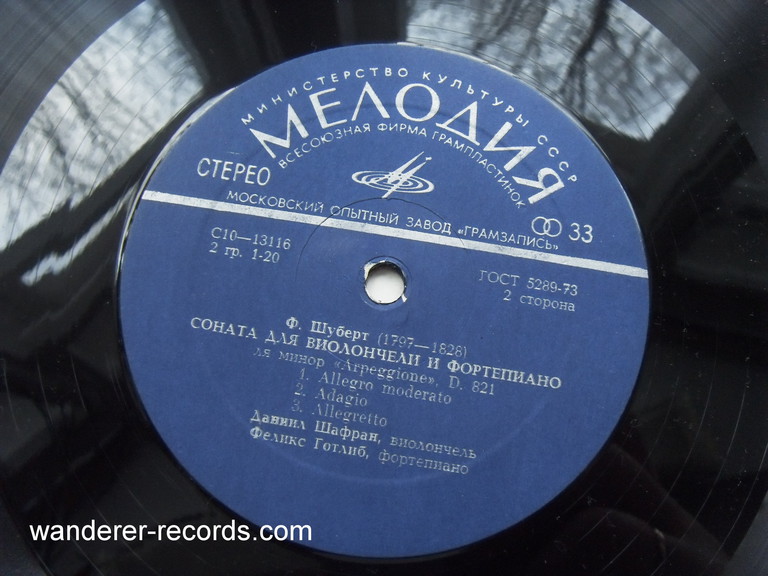 МИНИСТЕРСТВО КУЛЬТУРЫ СССР
МЕЛОДИЯ
ВСЕСОЮЗНАЯ ФИРМА ГРАМПЛАСТИНОК
СТЕРЕО
33
МОСКОВСКИЙ ОПЫТНЫЙ ЗАВОД «ГРАМЗАПИСЬ»
С10—13116
2 гр. 1-20
ГОСТ 5289-73
2 сторона
Ф. Шуберт (1797—1828)
СОНАТА ДЛЯ ВИОЛОНЧЕЛИ И ФОРТЕПИАНО
ля минор «Arpeggione», D. 821
1. Allegro moderato
2. Adagio
3. Allegretto
Даниил Шафран, виолончель
Феликс Готлиб, фортепиано
wanderer-records.com